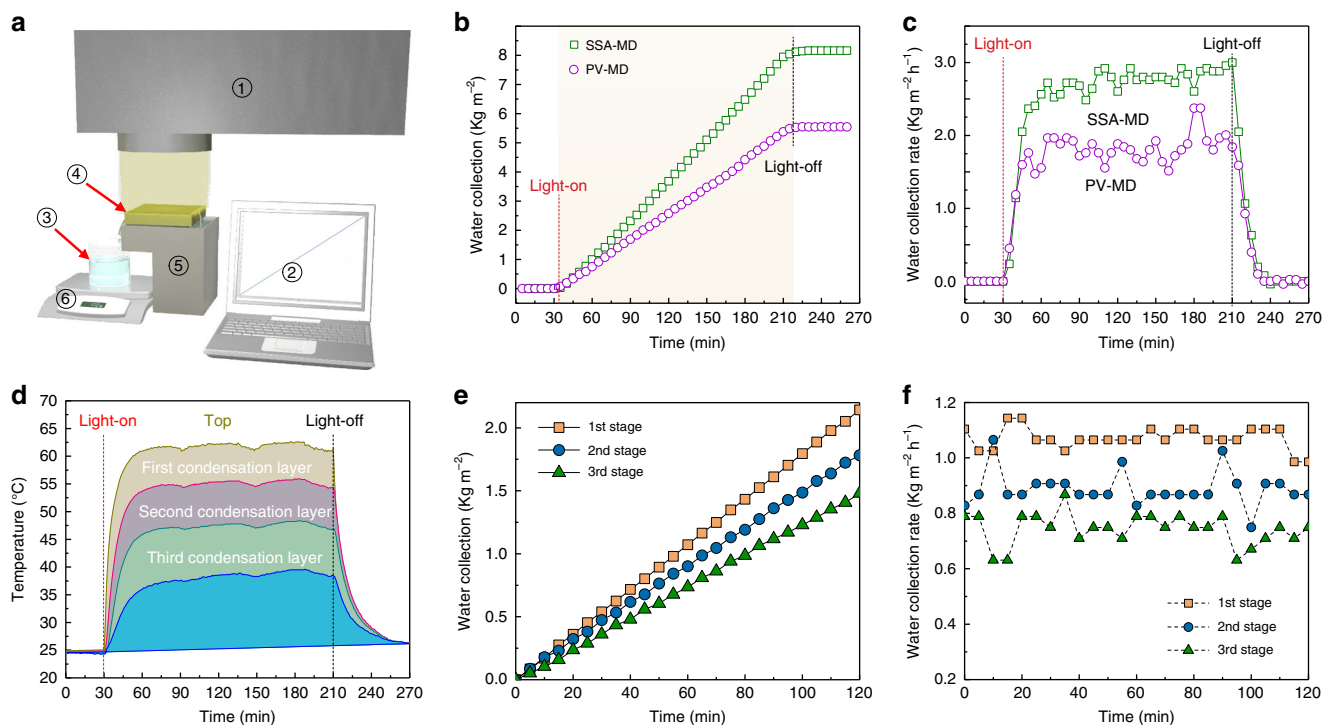 a
①
④
③
②
⑤
⑥
b
Water collection (Kg m⁻²)
8
7
6
5
4
3
2
1
0
SSA-MD
PV-MD
Light-on
Light-off
0 30 60 90 120 150 180 210 240 270
Time (min)
c
Water collection rate (Kg m⁻² h⁻¹)
3.0
2.0
1.0
0.0
Light-on
Light-off
SSA-MD
PV-MD
0 30 60 90 120 150 180 210 240 270
Time (min)
d
Temperature (°C)
70
65
60
55
50
45
40
35
30
25
20
Light-on
Top
Light-off
First condensation layer
Second condensation layer
Third condensation layer
0 30 60 90 120 150 180 210 240 270
Time (min)
e
Water collection (Kg m⁻²)
2.0
1.5
1.0
0.5
0.0
1st stage
2nd stage
3rd stage
0 20 40 60 80 100 120
Time (min)
f
Water collection rate (Kg m⁻² h⁻¹)
1.2
1.0
0.8
0.6
0.4
0.2
1st stage
2nd stage
3rd stage
0 20 40 60 80 100 120
Time (min)